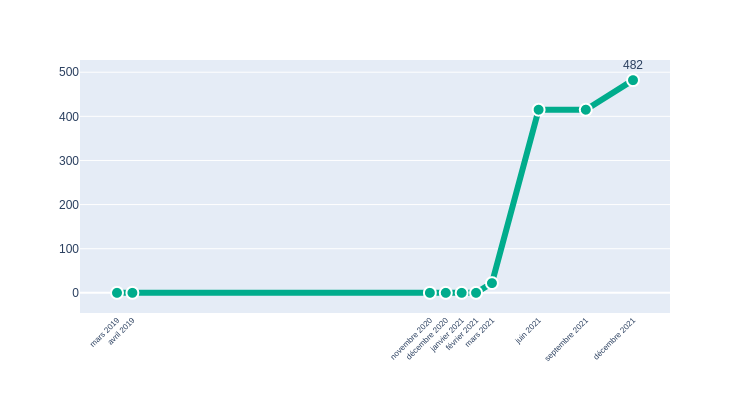 482
500
400
300
200
100
0
mars 2019
avril 2019
novembre 2020
décembre 2020
janvier 2021
février 2021
mars 2021
juin 2021
septembre 2021
décembre 2021